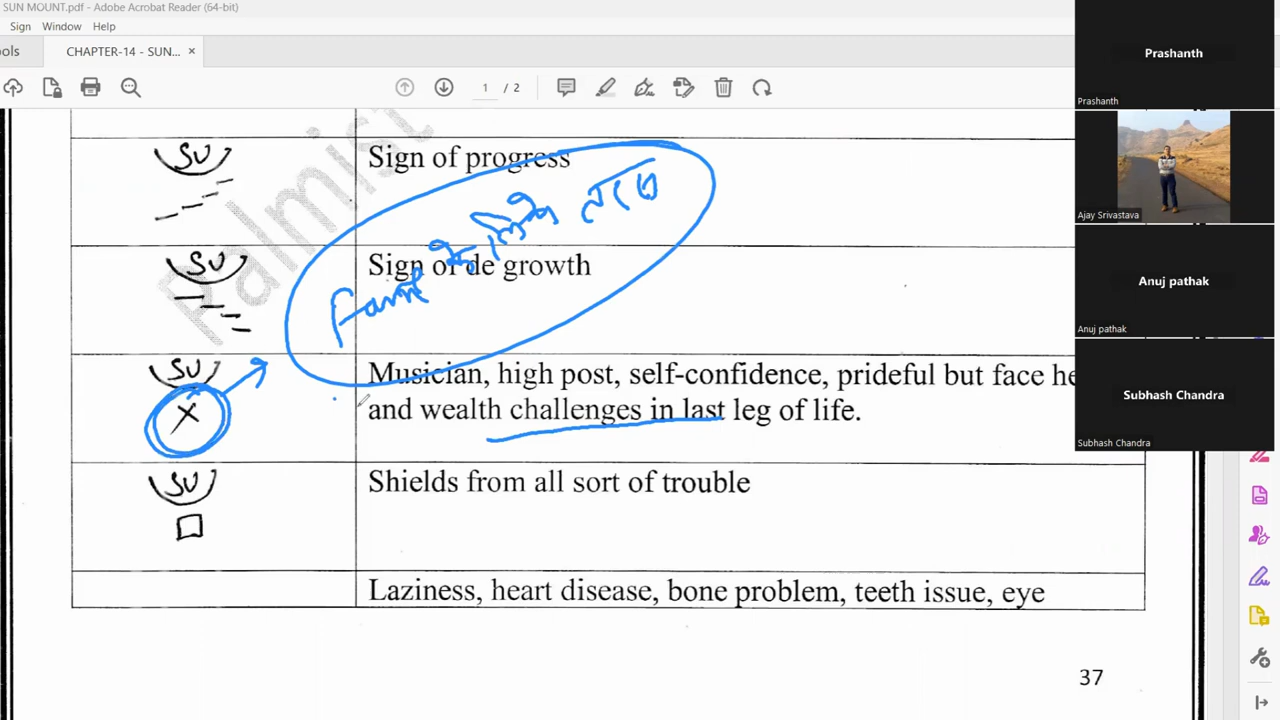 SUN MOUNT.pdf - Adobe Acrobat Reader (64-bit)
Sign Window Help
ols
CHAPTER-14 - SUN... ×
1 / 2
Palmist
SU
Sign of progress
SU
Sign of de growth
Fame के लिए
SU
Musician, high post, self-confidence, prideful but face he
and wealth challenges in last leg of life.
SU
Shields from all sort of trouble
Laziness, heart disease, bone problem, teeth issue, eye
37
Prashanth
Prashanth
Ajay Srivastava
Anuj pathak
Anuj pathak
Subhash Chandra
Subhash Chandra